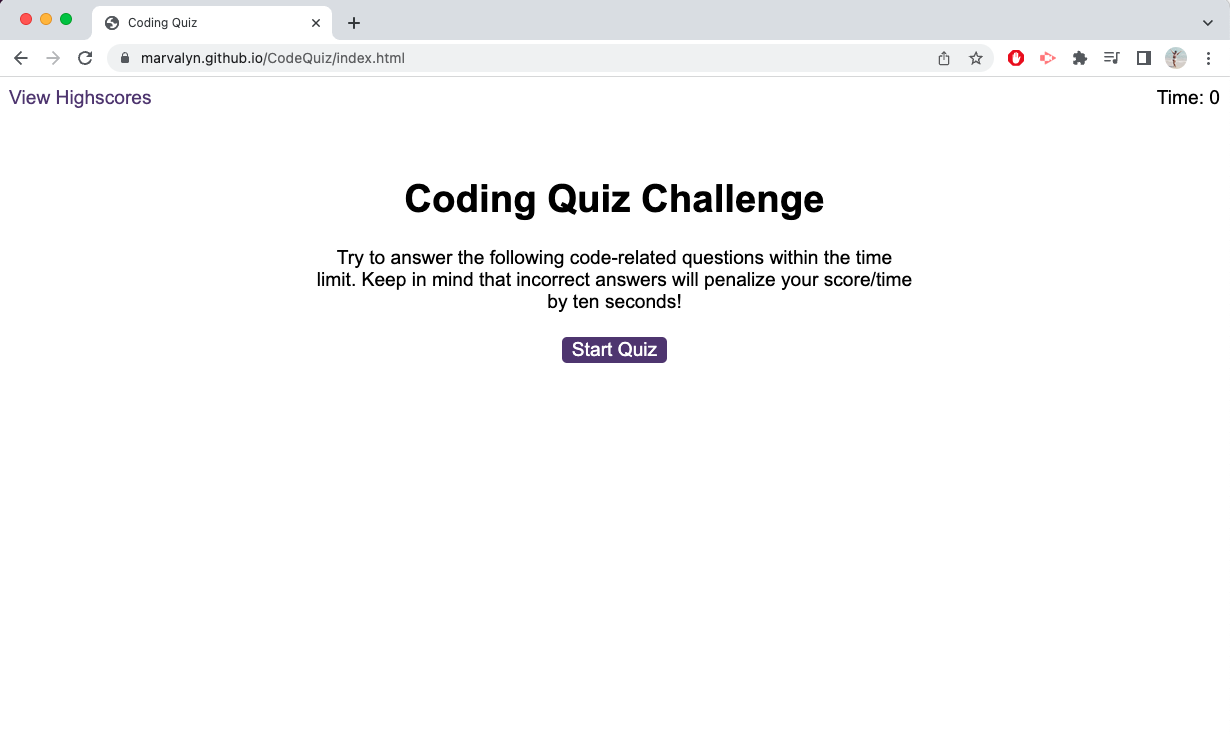 Coding Quiz
marvalyn.github.io/CodeQuiz/index.html
View Highscores
Time: 0
Coding Quiz Challenge
Try to answer the following code-related questions within the time
limit. Keep in mind that incorrect answers will penalize your score/time
by ten seconds!
Start Quiz